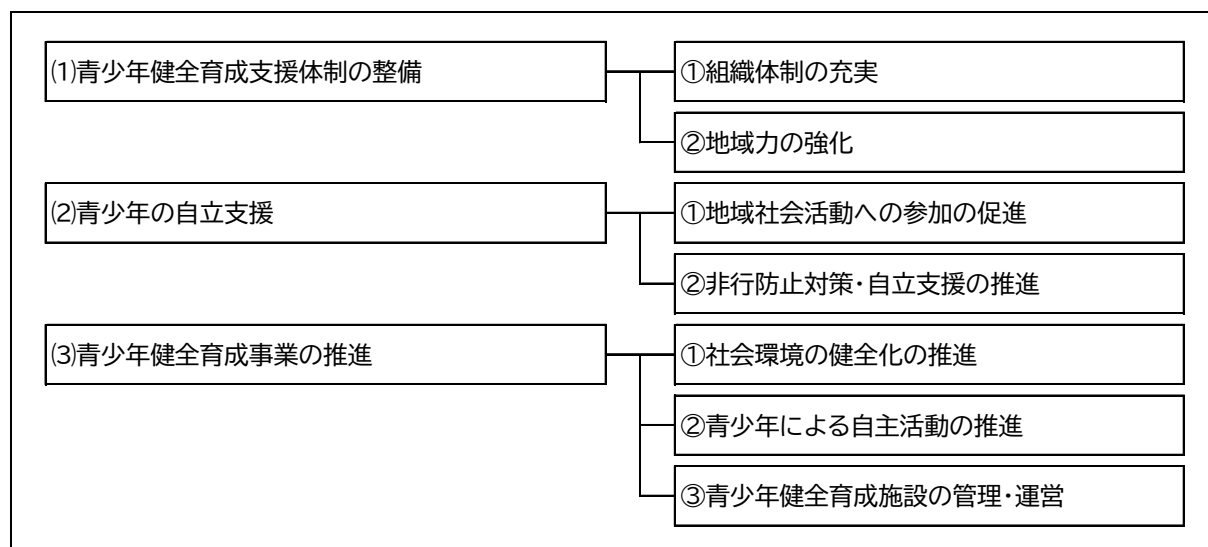 ⑴青少年健全育成支援体制の整備
①組織体制の充実
②地域力の強化
⑵青少年の自立支援
①地域社会活動への参加の促進
②非行防止対策・自立支援の推進
⑶青少年健全育成事業の推進
①社会環境の健全化の推進
②青少年による自主活動の推進
③青少年健全育成施設の管理・運営